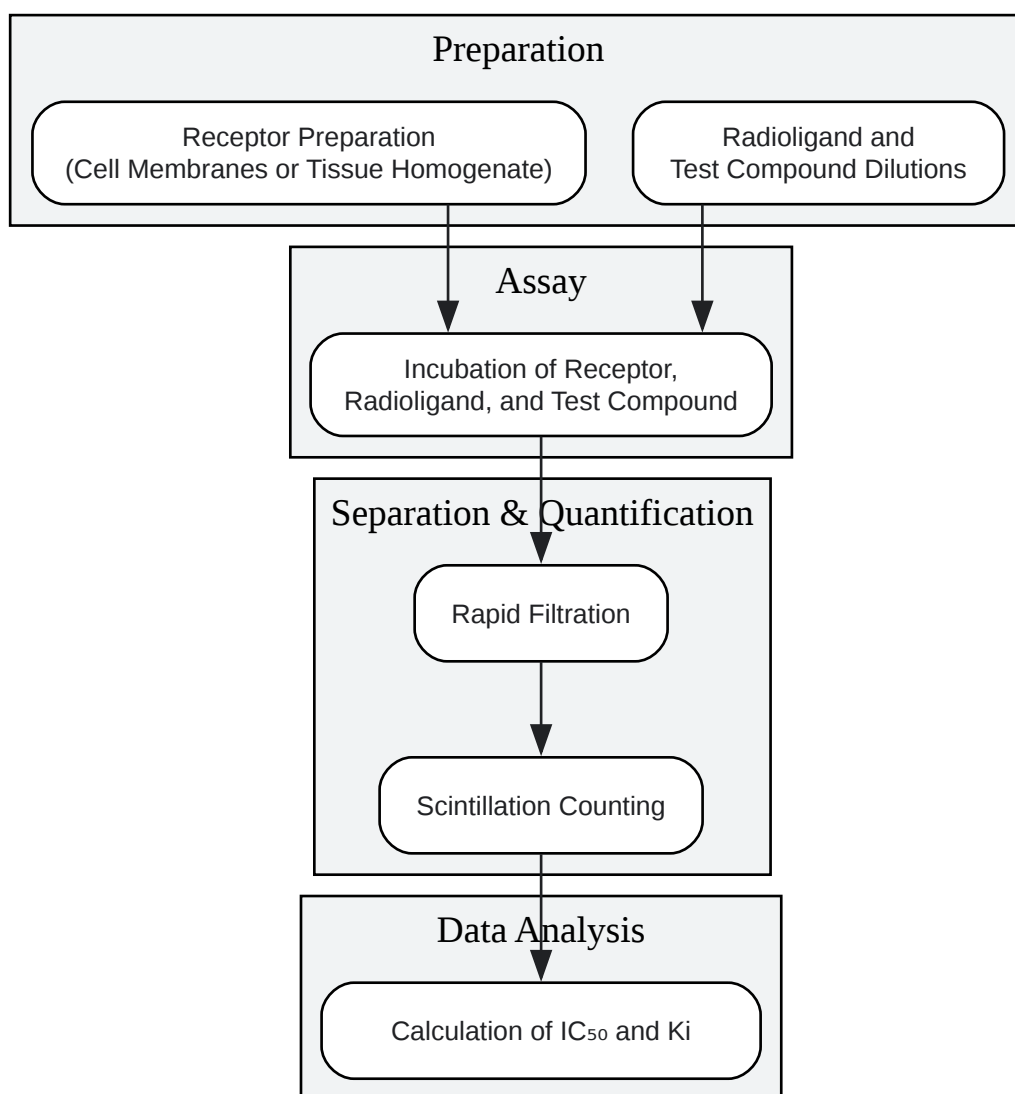 Preparation
Receptor Preparation
(Cell Membranes or Tissue Homogenate)
Radioligand and
Test Compound Dilutions
Assay
Incubation of Receptor,
Radioligand, and Test Compound
Separation & Quantification
Rapid Filtration
Scintillation Counting
Data Analysis
Calculation of IC₅₀ and Ki